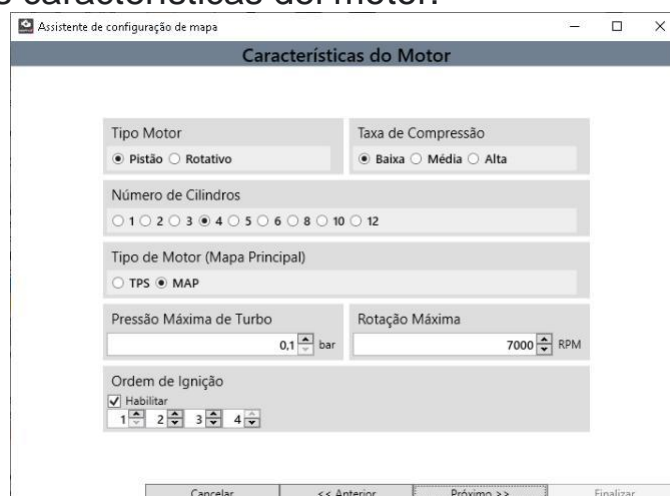 características del motor:
Assistente de configuração de mapa
Características do Motor
Tipo Motor
Pistão Rotativo
Taxa de Compressão
Baixa Média Alta
Número de Cilindros
1 2 3 4 5 6 8 10 12
Tipo de Motor (Mapa Principal)
TPS MAP
Pressão Máxima de Turbo
0,1 bar
Rotação Máxima
7000 RPM
Ordem de Ignição
Habilitar
1 2 3 4
Cancelar << Anterior Próximo >> Finalizar